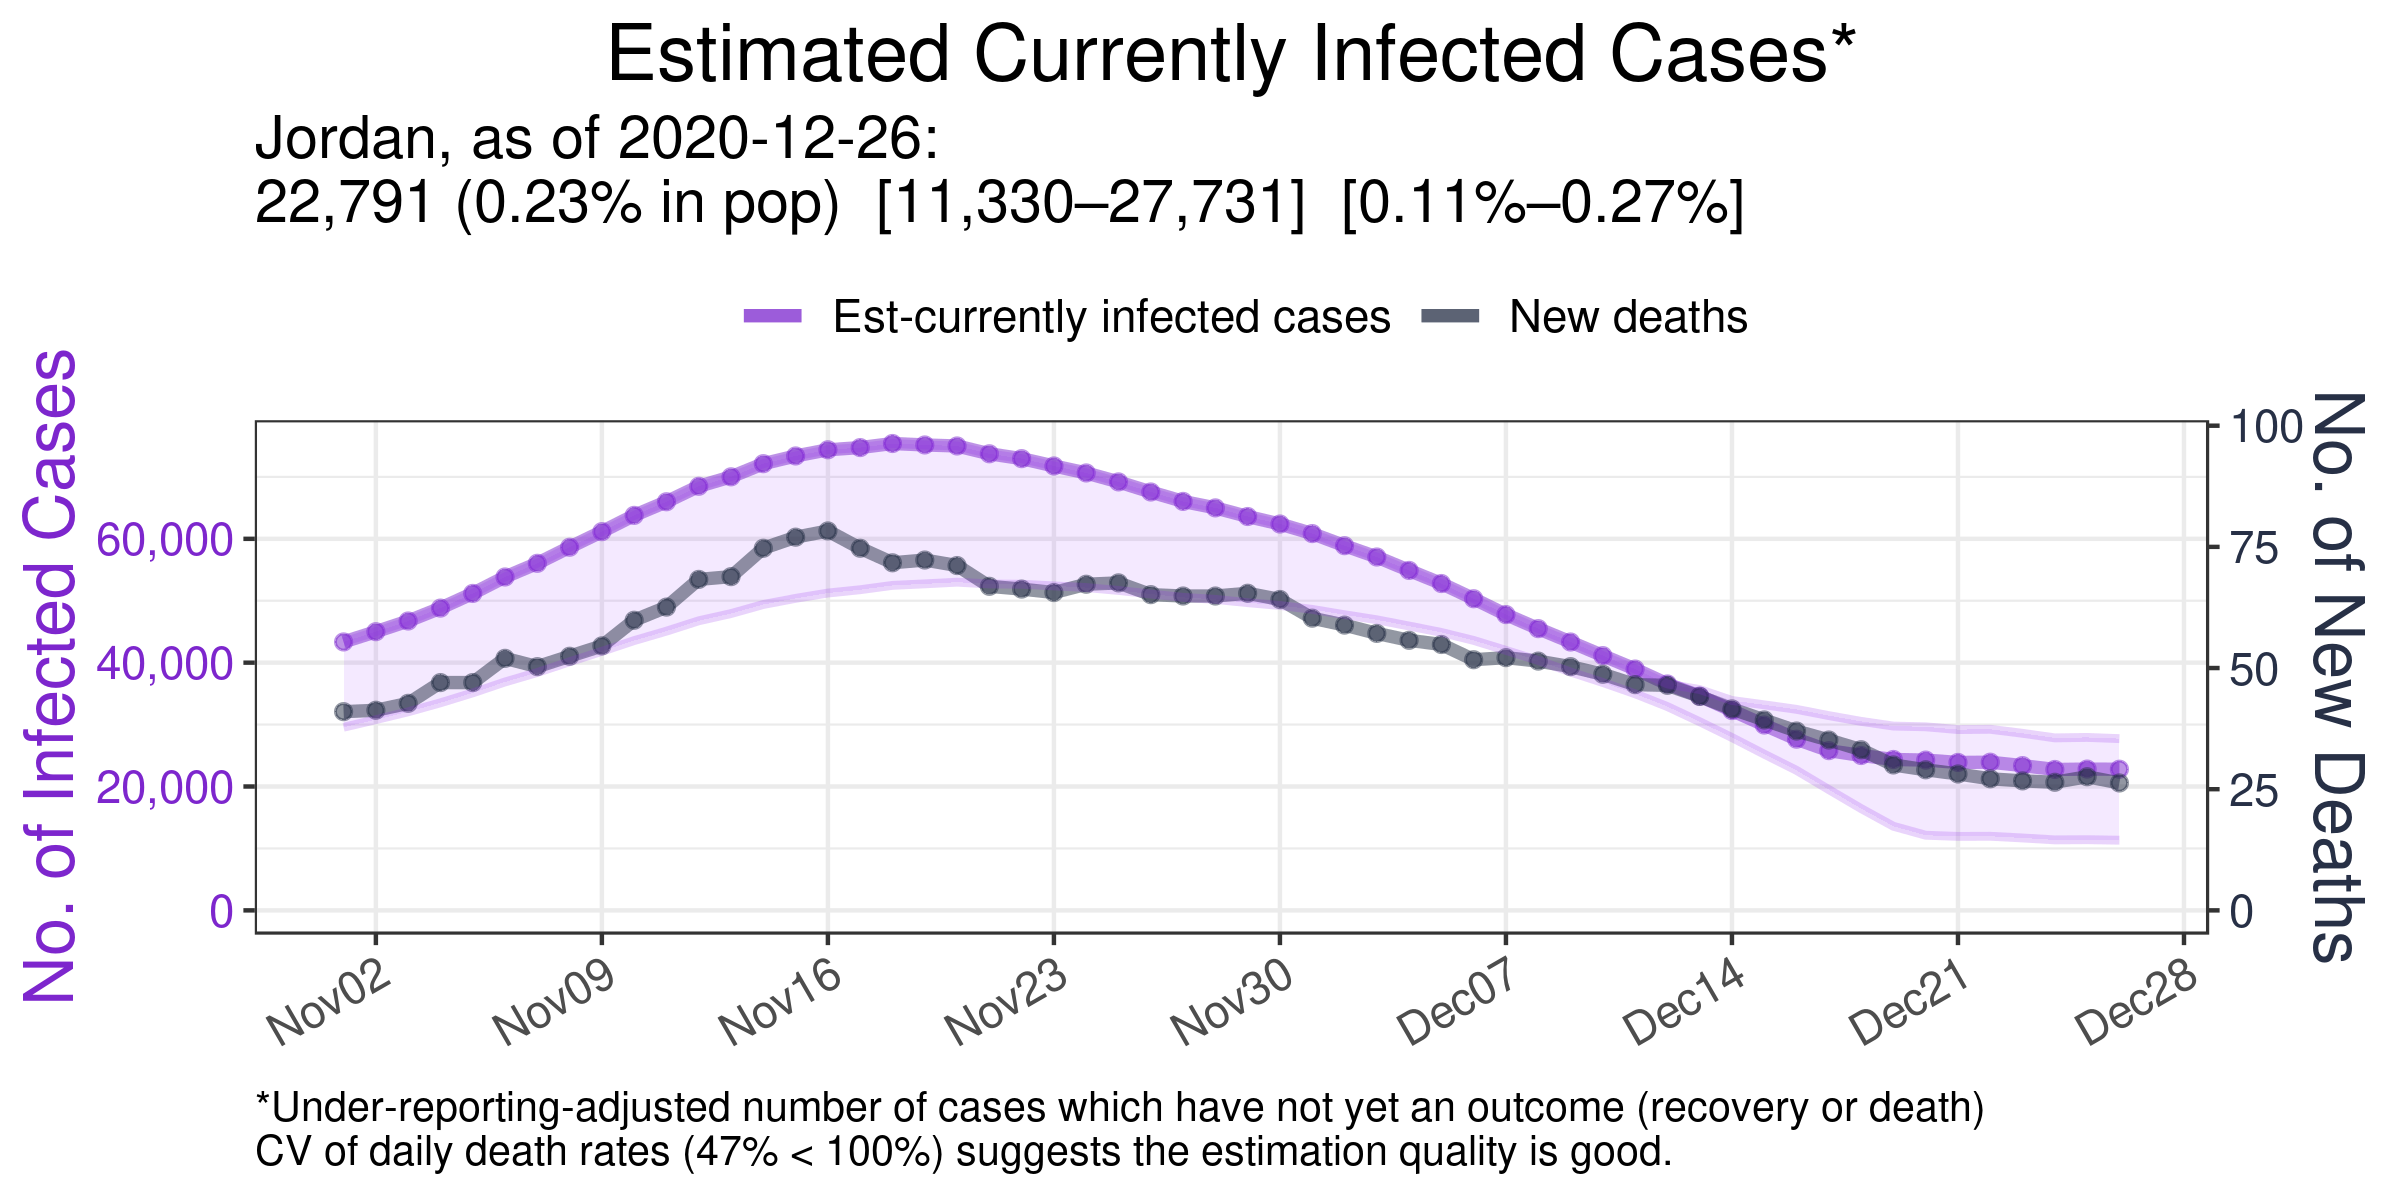 Estimated Currently Infected Cases*
Jordan, as of 2020-12-26:
22,791 (0.23% in pop)  [11,330–27,731]  [0.11%–0.27%]
Est-currently infected cases
New deaths
No. of Infected Cases
60,000
40,000
20,000
0
100
75
50
25
0
No. of New Deaths
Nov02
Nov09
Nov16
Nov23
Nov30
Dec07
Dec14
Dec21
Dec28
*Under-reporting-adjusted number of cases which have not yet an outcome (recovery or death)
CV of daily death rates (47% < 100%) suggests the estimation quality is good.